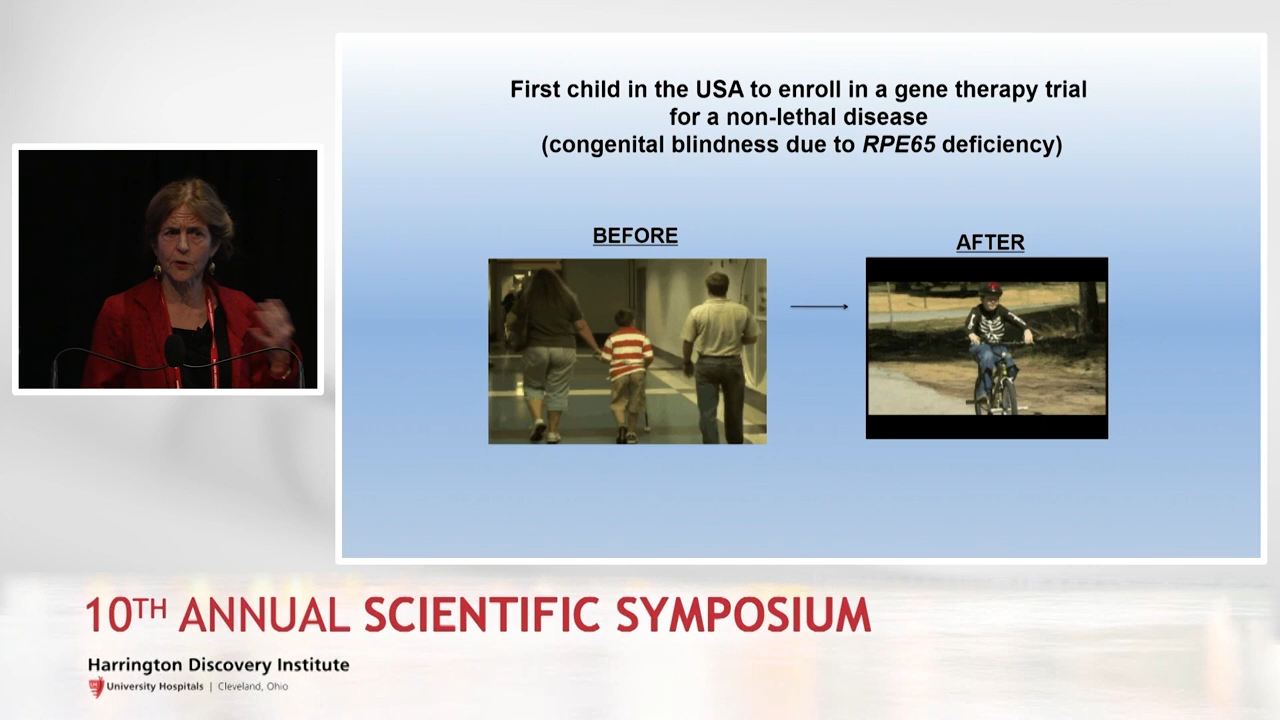 First child in the USA to enroll in a gene therapy trial
for a non-lethal disease
(congenital blindness due to RPE65 deficiency)
BEFORE
AFTER
10TH ANNUAL SCIENTIFIC SYMPOSIUM
Harrington Discovery Institute
University Hospitals | Cleveland, Ohio